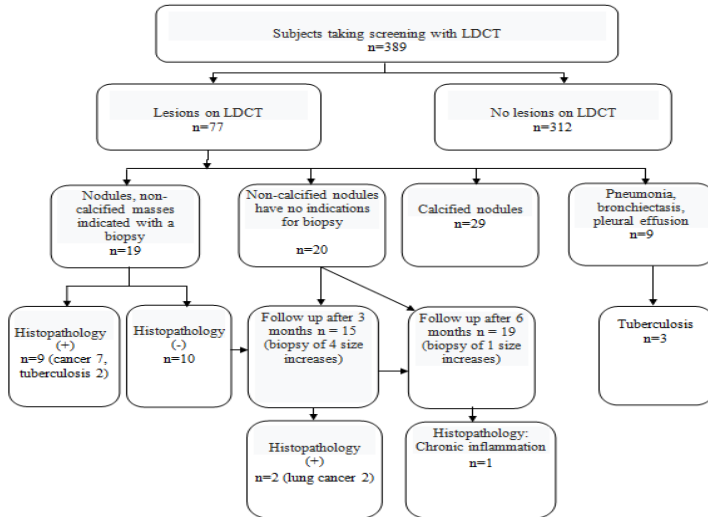 Subjects taking screening with LDCT
n=389
Lesions on LDCT
n=77
No lesions on LDCT
n=312
Nodules, non-
calcified masses
indicated with a
biopsy
n=19
Non-calcified nodules
have no indications
for biopsy
n=20
Calcified nodules
n=29
Pneumonia,
bronchiectasis,
pleural effusion
n=9
Histopathology
(+)
n=9 (cancer 7,
tuberculosis 2)
Histopathology
(-)
n=10
Follow up after 3
months n = 15
(biopsy of 4 size
increases)
Follow up after 6
months n = 19
(biopsy of 1 size
increases)
Tuberculosis
n=3
Histopathology
(+)
n=2 (lung cancer 2)
Histopathology:
Chronic inflammation
n=1